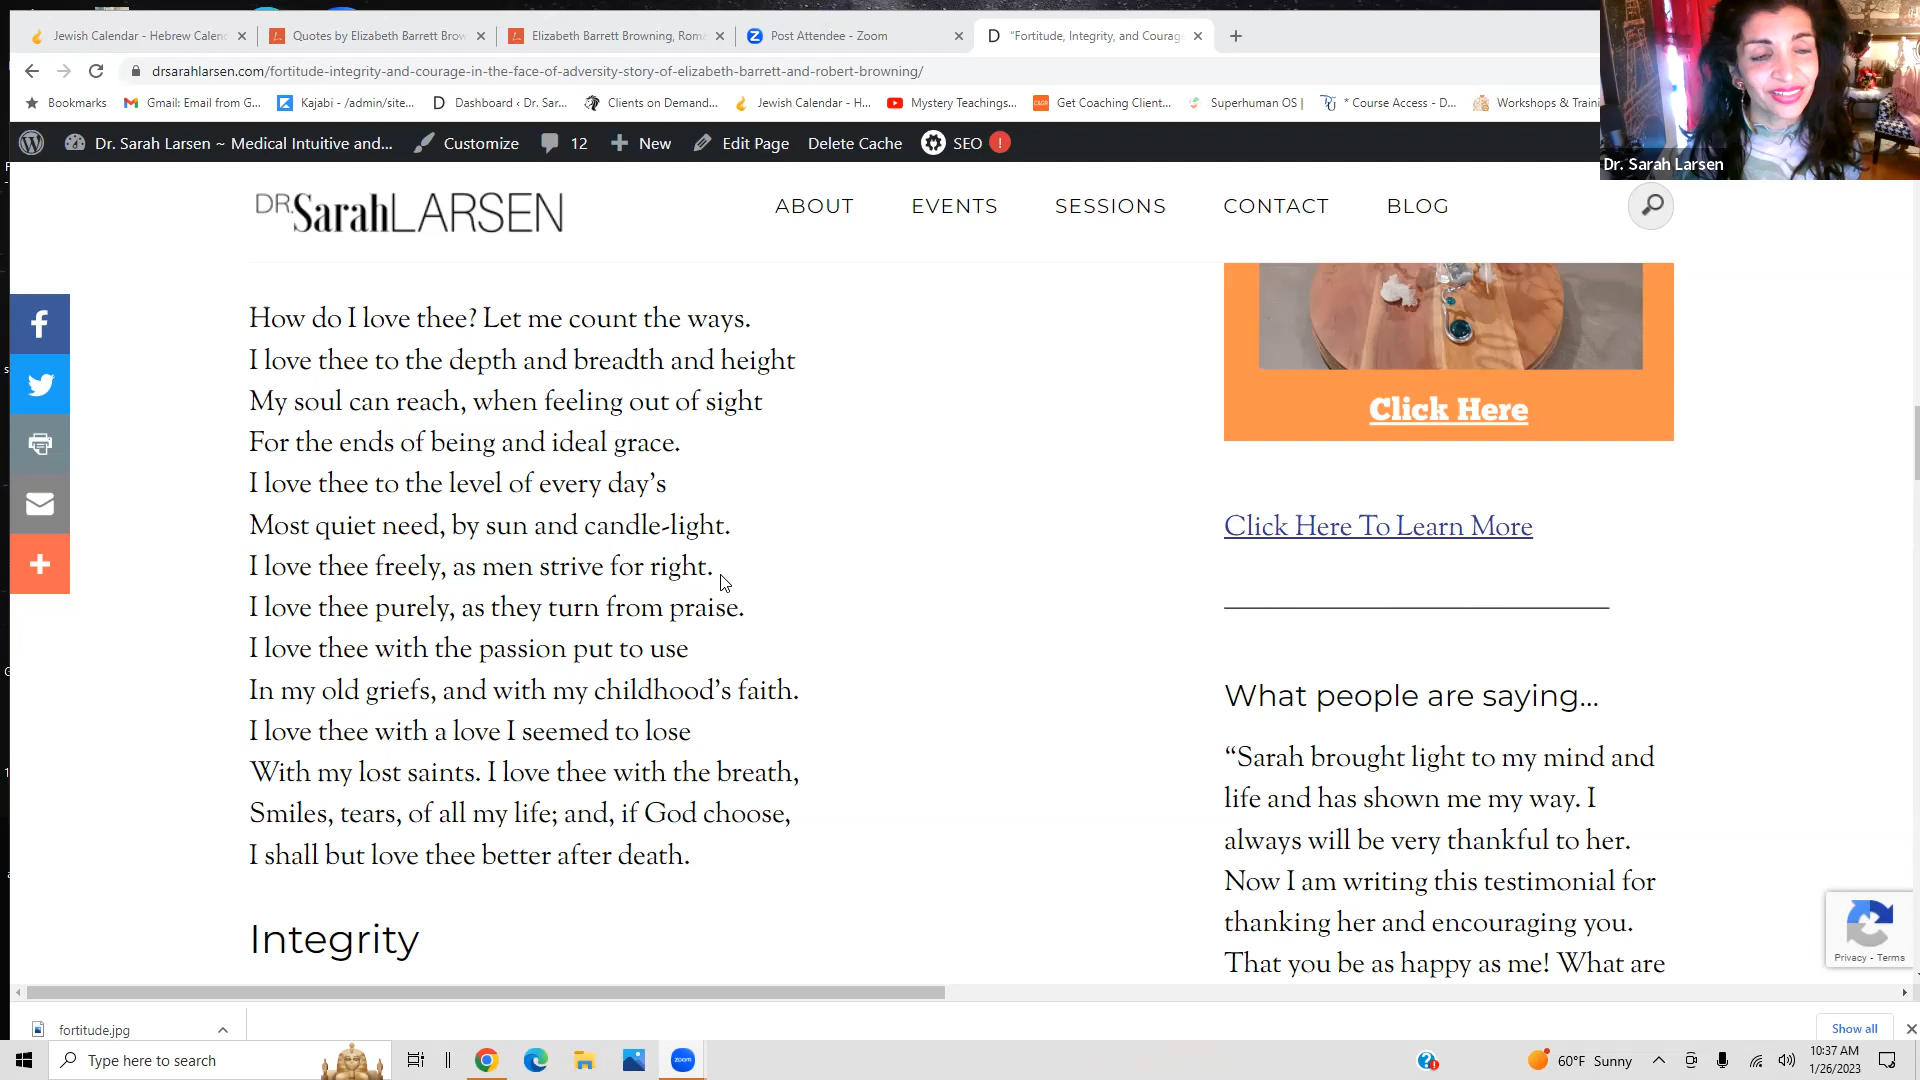 Jewish Calendar - Hebrew Calenc
Quotes by Elizabeth Barrett Brow
Elizabeth Barrett Browning, Roma
Post Attendee - Zoom
"Fortitude, Integrity, and Courage
drsarahlarsen.com/fortitude-integrity-and-courage-in-the-face-of-adversity-story-of-elizabeth-barrett-and-robert-browning/
Bookmarks
Gmail: Email from G...
Kajabi - /admin/site...
Dashboard ‹ Dr. Sar...
Clients on Demand...
Jewish Calendar - H...
Mystery Teachings...
Get Coaching Client...
Superhuman OS |
* Course Access - D...
Workshops & Traini
Dr. Sarah Larsen
Dr. Sarah Larsen ~ Medical Intuitive and...
Customize
12
New
Edit Page
Delete Cache
SEO
!
DR.SarahLARSEN
ABOUT
EVENTS
SESSIONS
CONTACT
BLOG
How do I love thee? Let me count the ways.
I love thee to the depth and breadth and height
My soul can reach, when feeling out of sight
For the ends of being and ideal grace.
I love thee to the level of every day’s
Most quiet need, by sun and candle-light.
I love thee freely, as men strive for right.
I love thee purely, as they turn from praise.
I love thee with the passion put to use
In my old griefs, and with my childhood’s faith.
I love thee with a love I seemed to lose
With my lost saints. I love thee with the breath,
Smiles, tears, of all my life; and, if God choose,
I shall but love thee better after death.
Integrity
Click Here
Click Here To Learn More
What people are saying...
“Sarah brought light to my mind and
life and has shown me my way. I
always will be very thankful to her.
Now I am writing this testimonial for
thanking her and encouraging you.
That you be as happy as me! What are
Privacy - Terms
fortitude.jpg
Show all
Type here to search
zoom
60°F Sunny
10:37 AM
1/26/2023